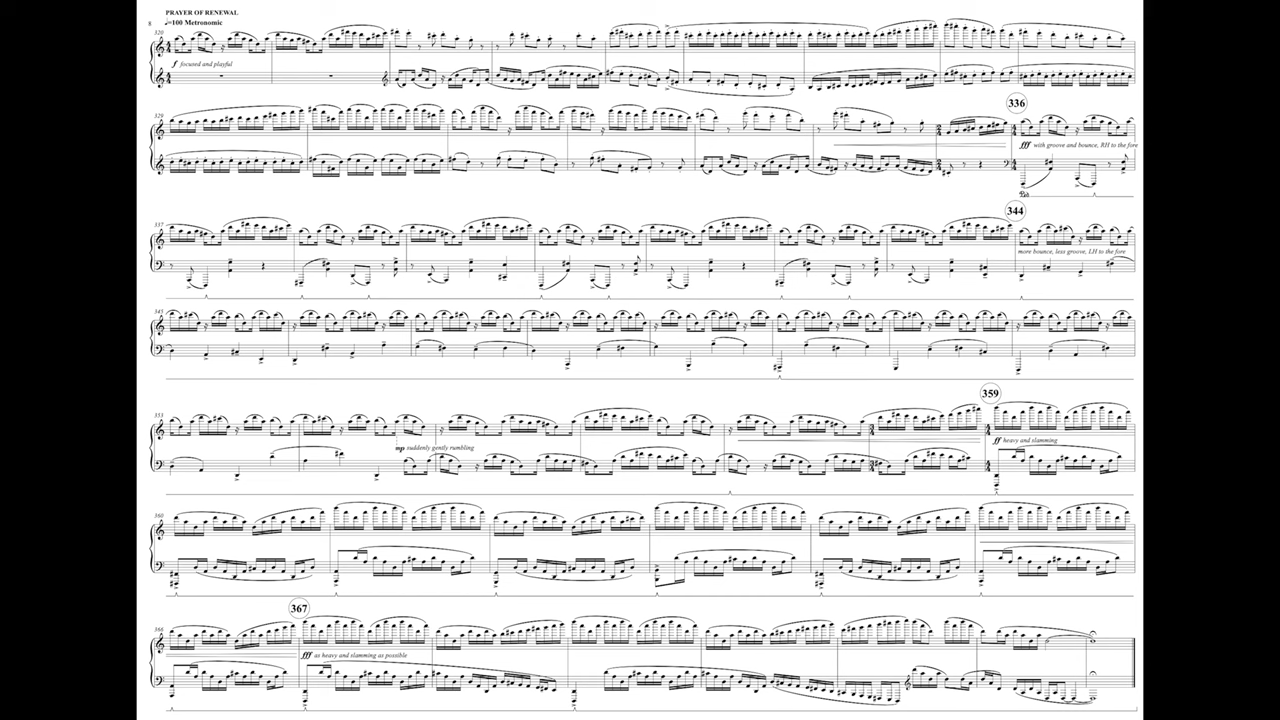 PRAYER OF RENEWAL
8 ♩=100 Metronomic
320
f focused and playful
329
336
fff with groove and bounce, RH to the fore
337
344
more bounce, less groove, LH to the fore
345
353
mp suddenly gently rumbling
359
ff heavy and slamming
360
366
367
fff as heavy and slamming as possible